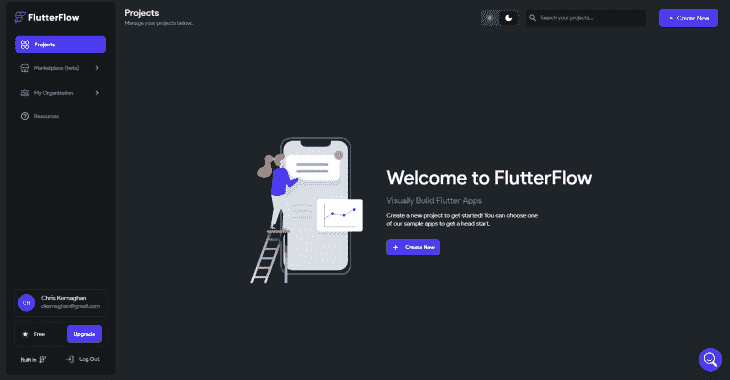 FlutterFlow
Projects
Marketplace (beta)
My Organization
Resources
CH
Chris Kernaghan
ckernaghan@gmail.com
Free
Upgrade
Built in
Log Out
Projects
Manage your projects below.
Search your projects...
+ Create New
Welcome to FlutterFlow
Visually Build Flutter Apps
Create a new project to get started! You can choose one
of our sample apps to get a head start.
+ Create New